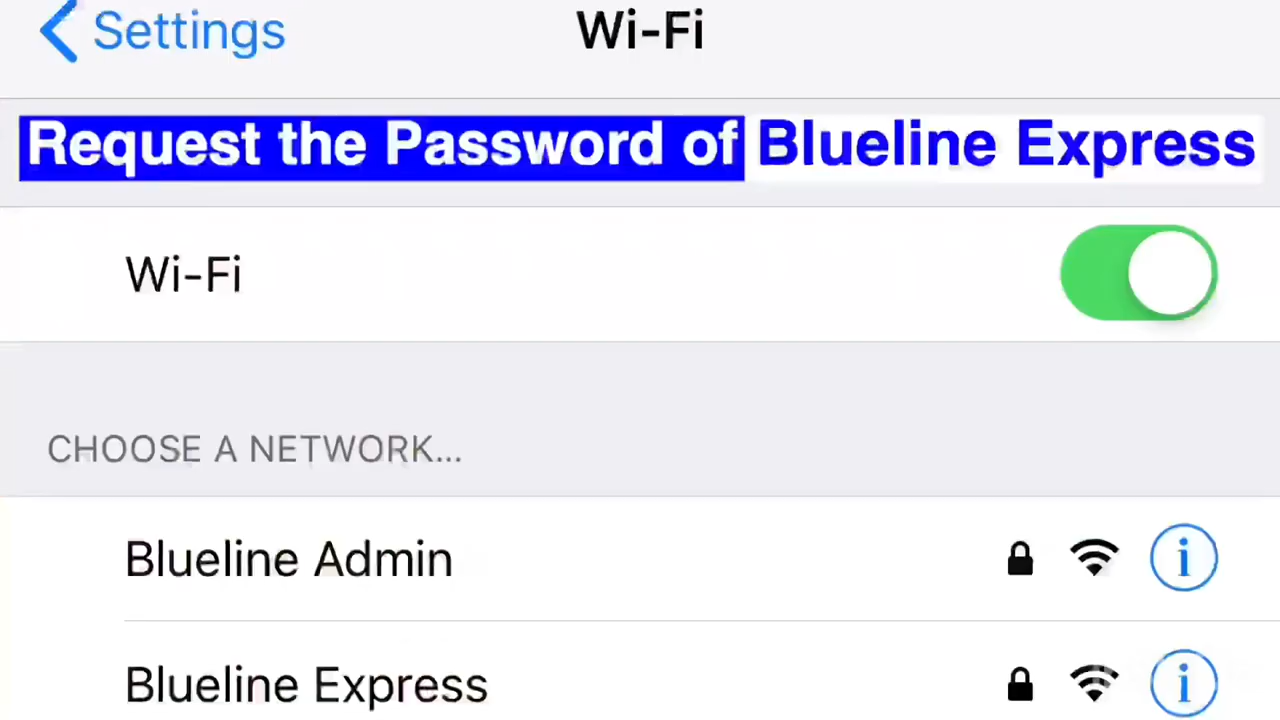 Settings
Wi-Fi
Request the Password of Blueline Express
Wi-Fi
CHOOSE A NETWORK...
Blueline Admin
Blueline Express